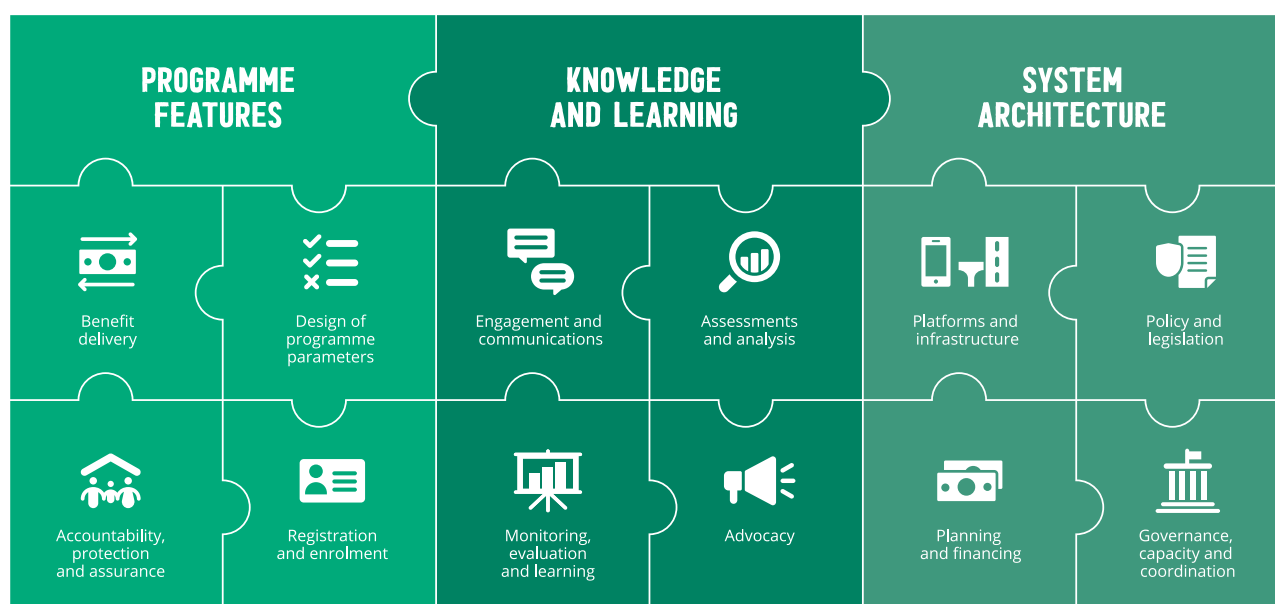 PROGRAMME
FEATURES
KNOWLEDGE
AND LEARNING
SYSTEM
ARCHITECTURE
Benefit
delivery
Design of
programme
parameters
Engagement and
communications
Assessments
and analysis
Platforms and
infrastructure
Policy and
legislation
Accountability,
protection
and assurance
Registration
and enrolment
Monitoring,
evaluation
and learning
Advocacy
Planning
and financing
Governance,
capacity and
coordination